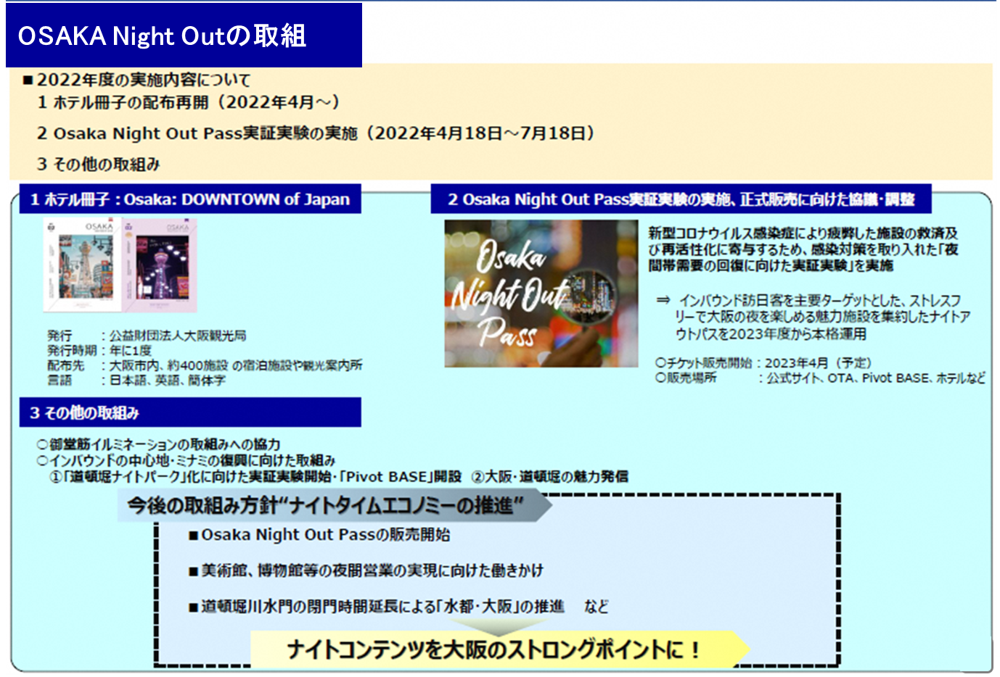 OSAKA Night Outの取組
■2022年度の実施内容について
1 ホテル冊子の配布再開（2022年4月～）
2 Osaka Night Out Pass実証実験の実施（2022年4月18日～7月18日）
3 その他の取組み
1 ホテル冊子：Osaka: DOWNTOWN of Japan
OSAKA
OSAKA
発行　　：公益財団法人大阪観光局
発行時期：年に1度
配布先　：大阪市内、約400施設 の宿泊施設や観光案内所
言語　　：日本語、英語、簡体字
2 Osaka Night Out Pass実証実験の実施、正式販売に向けた協議・調整
Osaka
Night Out
Pass
新型コロナウイルス感染症により疲弊した施設の救済及
び再活性化に寄与するため、感染対策を取り入れた「夜
間帯需要の回復に向けた実証実験」を実施
⇒ インバウンド訪日客を主要ターゲットとした、ストレスフ
リーで大阪の夜を楽しめる魅力施設を集約したナイトア
ウトパスを2023年度から本格運用
○チケット販売開始：2023年4月（予定）
○販売場所　　　：公式サイト、OTA、Pivot BASE、ホテルなど
3 その他の取組み
○御堂筋イルミネーションの取組みへの協力
○インバウンドの中心地・ミナミの復興に向けた取組み
①「道頓堀ナイトパーク」化に向けた実証実験開始・「Pivot BASE」開設　②大阪・道頓堀の魅力発信
今後の取組み方針“ナイトタイムエコノミーの推進”
■Osaka Night Out Passの販売開始
■美術館、博物館等の夜間営業の実現に向けた働きかけ
■道頓堀川水門の閉門時間延長による「水都・大阪」の推進　など
ナイトコンテンツを大阪のストロングポイントに！